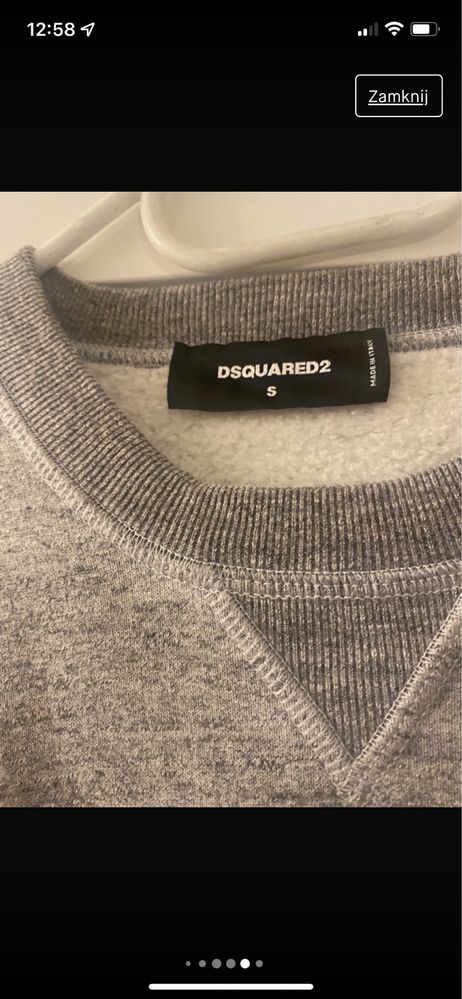 12:58
Zamknij
DSQUARED2
S
MADE IN ITALY